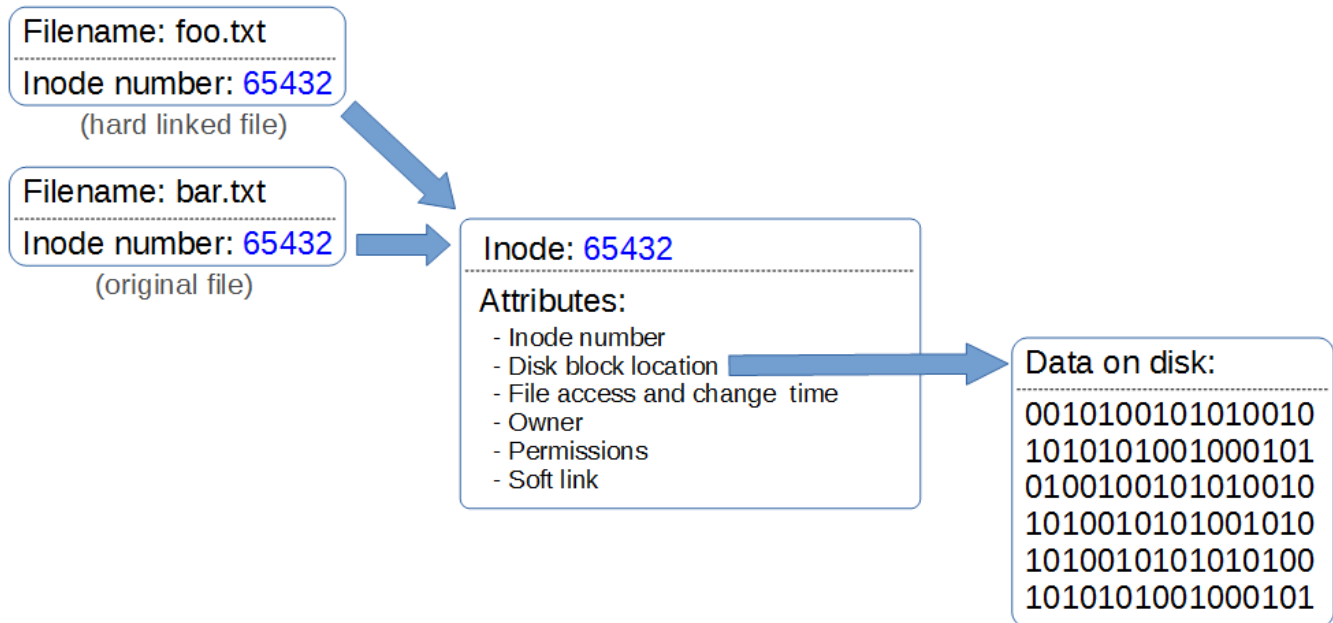 Filename: foo.txt
Inode number: 65432
(hard linked file)
Filename: bar.txt
Inode number: 65432
(original file)
Inode: 65432
Attributes:
- Inode number
- Disk block location
- File access and change  time
- Owner
- Permissions
- Soft link
Data on disk:
0010100101010010
1010101001000101
0100100101010010
1010010101001010
1010010101010100
1010101001000101